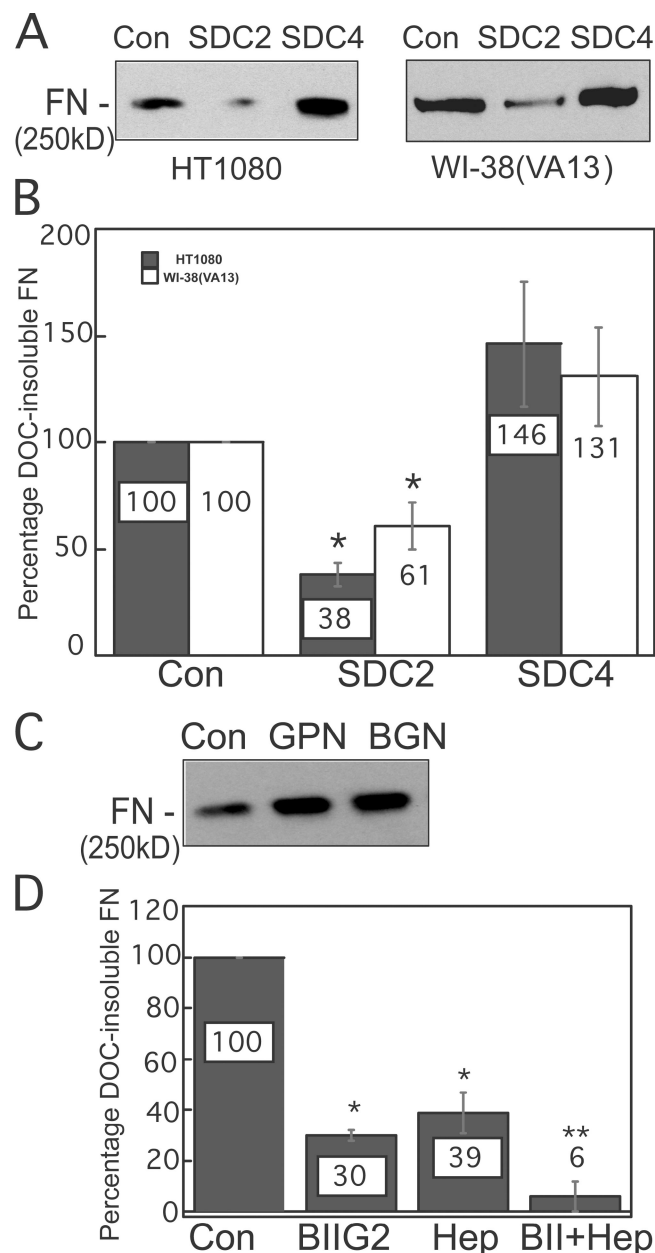 A
Con SDC2 SDC4 Con SDC2 SDC4
FN -
(250kD)
HT1080 WI-38(VA13)
B
Percentage DOC-insoluble FN
200
150
100
50
0
HT1080
WI-38(VA13)
100 100
* *
38 61
146 131
Con SDC2 SDC4
C
Con GPN BGN
FN -
(250kD)
D
Percentage DOC-insoluble FN
120
100
80
60
40
20
0
100
*
30
*
39
**
6
Con BIIG2 Hep BII+Hep